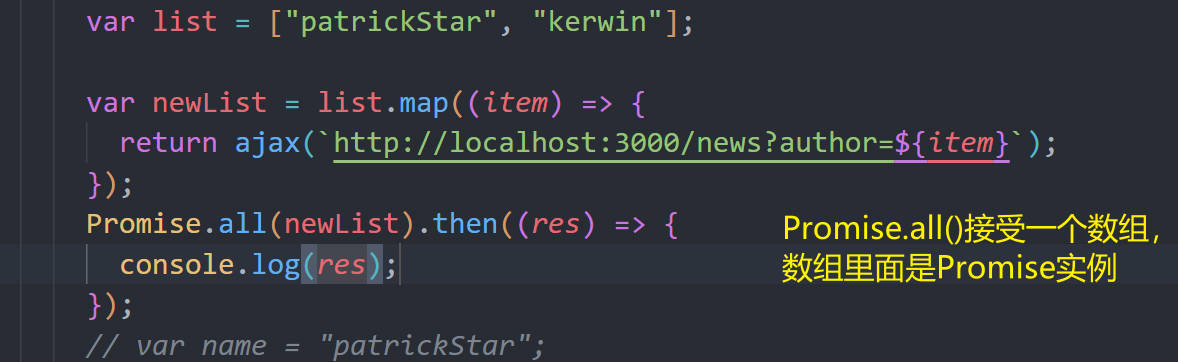 var list = ["patrickStar", "kerwin"];
var newList = list.map((item) => {
return ajax(`http://localhost:3000/news?author=${item}`);
});
Promise.all(newList).then((res) => {
console.log(res);
});
// var name = "patrickStar";
Promise.all()接受一个数组,
数组里面是Promise实例